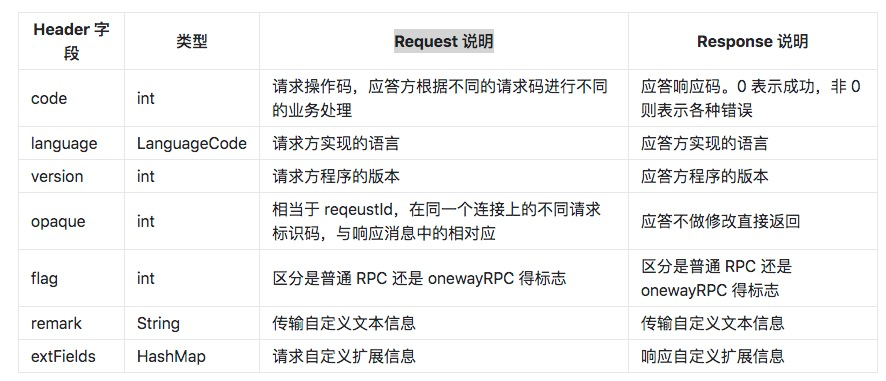 Header 字段 类型 Request 说明 Response 说明
code int 请求操作码，应答方根据不同的请求码进行不同的业务处理 应答响应码。0 表示成功，非 0 则表示各种错误
language LanguageCode 请求方实现的语言 应答方实现的语言
version int 请求方程序的版本 应答方程序的版本
opaque int 相当于 reqeustId，在同一个连接上的不同请求标识码，与响应消息中的相对应 应答不做修改直接返回
flag int 区分是普通 RPC 还是 onewayRPC 得标志 区分是普通 RPC 还是 onewayRPC 得标志
remark String 传输自定义文本信息 传输自定义文本信息
extFields HashMap 请求自定义扩展信息 响应自定义扩展信息